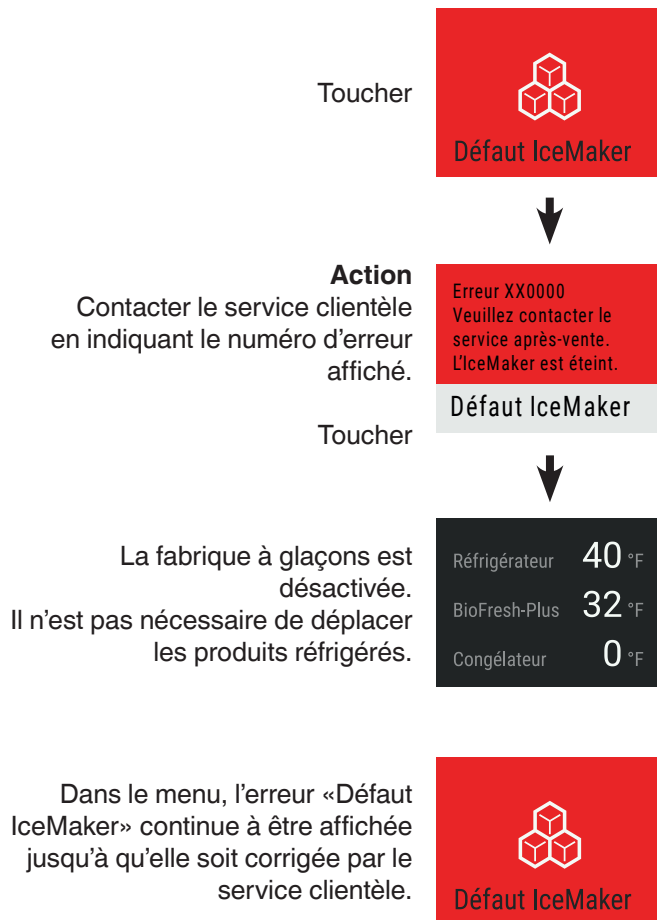 Toucher
Défaut IceMaker
Action
Contacter le service clientèle
en indiquant le numéro d'erreur
affiché.
Erreur XX0000
Veuillez contacter le
service après-vente.
L'IceMaker est éteint.
Défaut IceMaker
Toucher
La fabrique à glaçons est
désactivée.
Il n'est pas nécessaire de déplacer
les produits réfrigérés.
Réfrigérateur 40 °F
BioFresh-Plus 32 °F
Congélateur 0 °F
Dans le menu, l'erreur «Défaut
IceMaker» continue à être affichée
jusqu'à qu'elle soit corrigée par le
service clientèle.
Défaut IceMaker